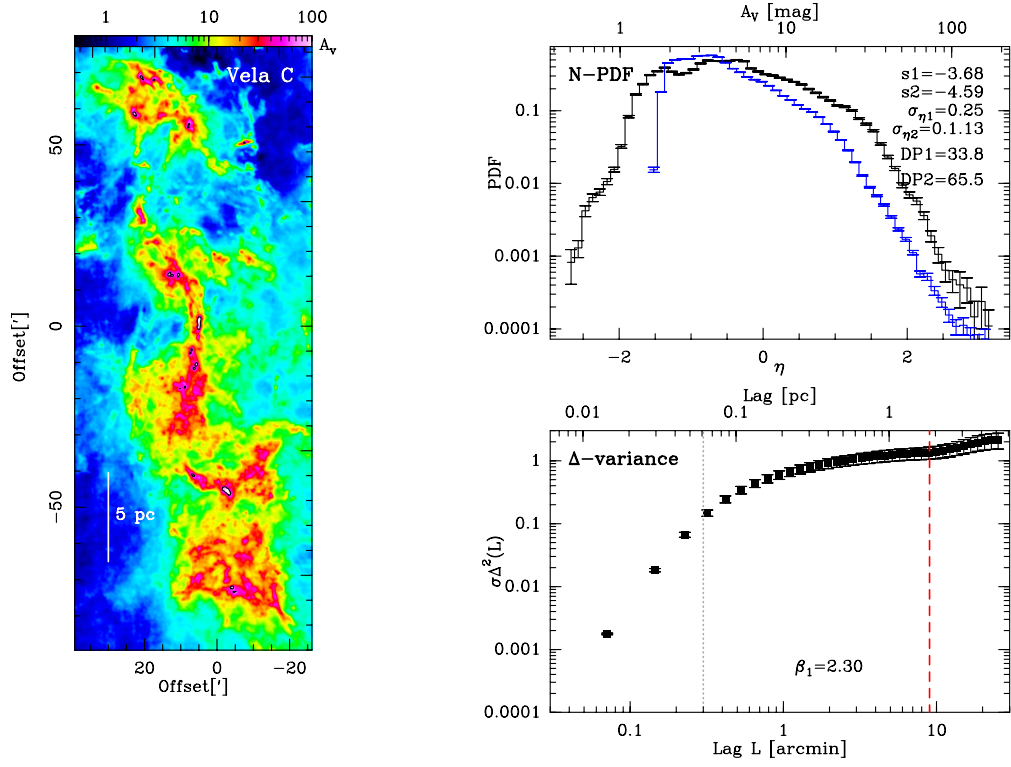 1 10 100
A_v
Vela C
50
0
−50
Offset[′]
5 pc
20 0 −20
Offset[′]
A_V [mag]
1 10 100
N−PDF
s1=−3.68
s2=−4.59
σ_η1=0.25
σ_η2=0.1.13
DP1=33.8
DP2=65.5
0.1
0.01
0.001
0.0001
PDF
−2 0 2
η
Lag [pc]
0.01 0.1 1
Δ−variance
1
0.1
0.01
0.001
0.0001
σΔ²(L)
β₁=2.30
0.1 1 10
Lag L [arcmin]